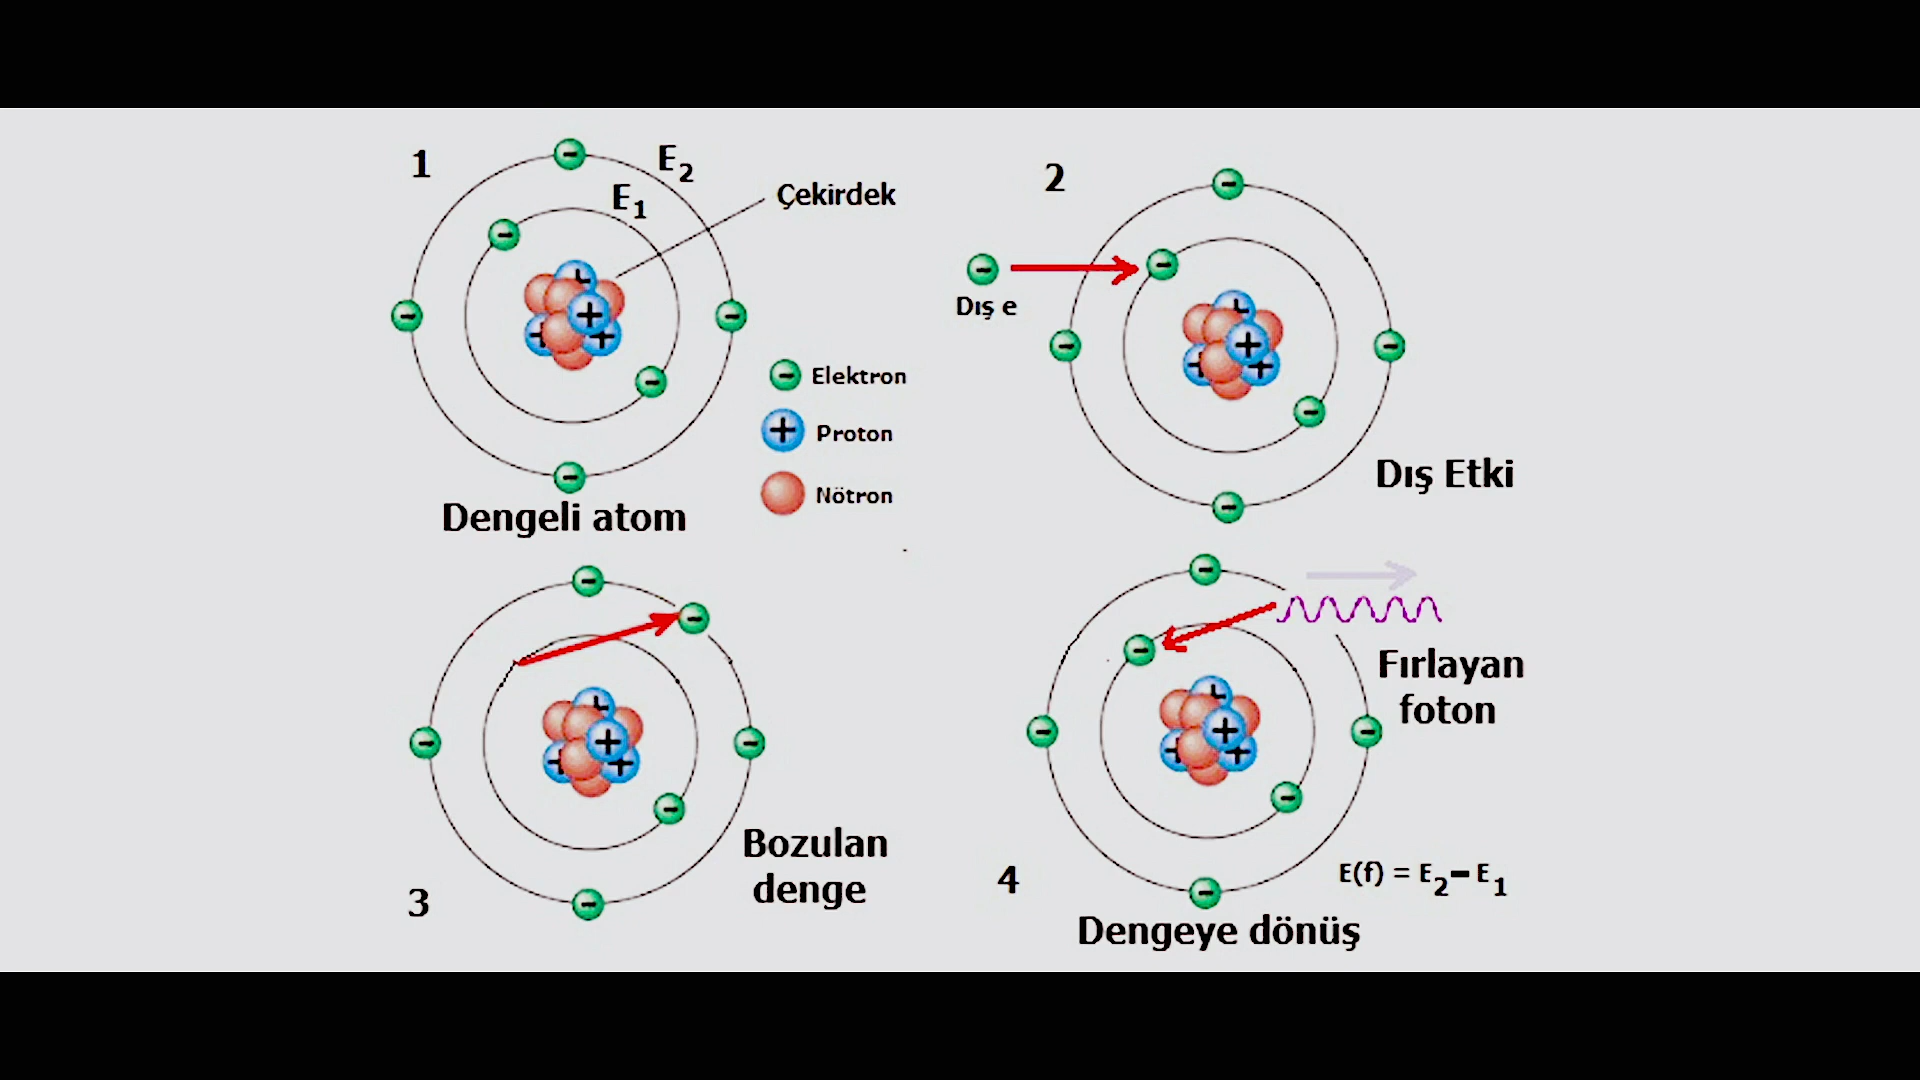 1
E2
E1
Çekirdek
Elektron
Proton
Nötron
Dengeli atom
2
Dış e
Dış Etki
3
Bozulan
denge
4
Fırlayan
foton
E(f) = E2 - E1
Dengeye dönüş